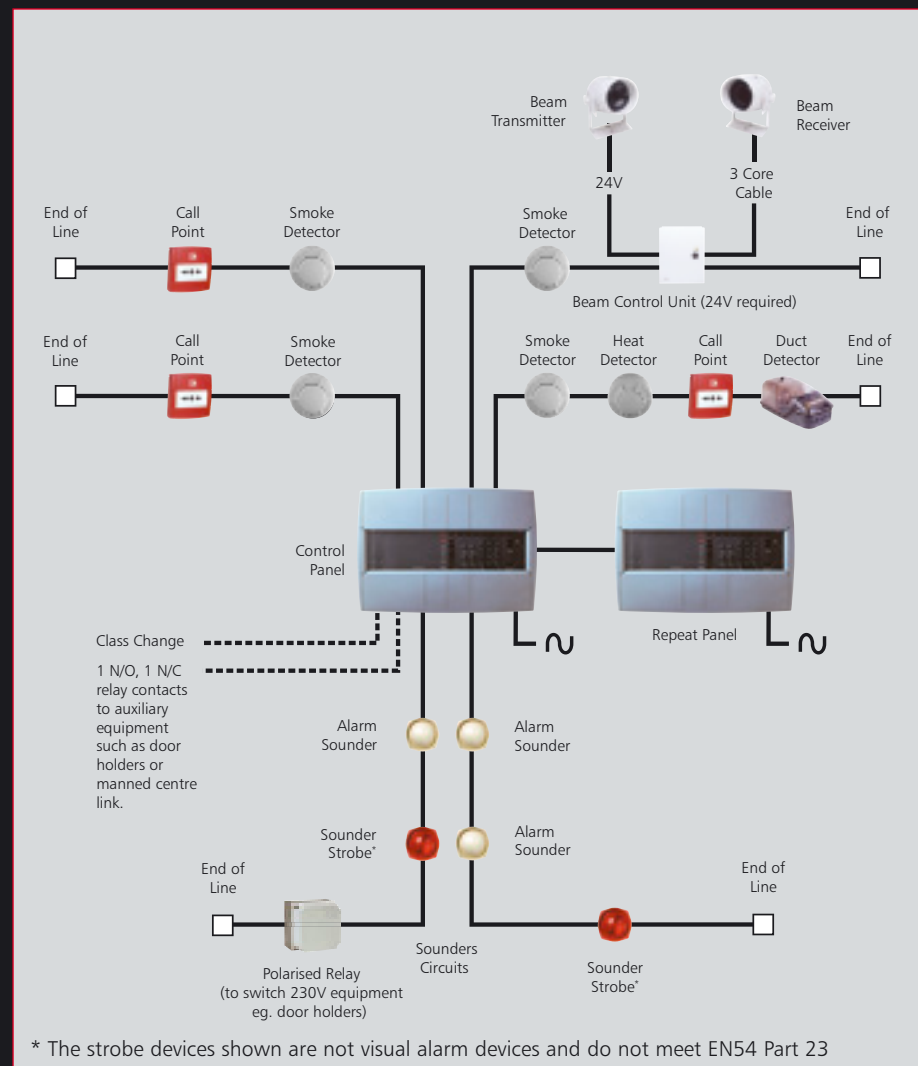 Beam
Transmitter
Beam
Receiver
24V
3 Core
Cable
End of
Line
Call
Point
Smoke
Detector
Smoke
Detector
End of
Line
Beam Control Unit (24V required)
End of
Line
Call
Point
Smoke
Detector
Smoke
Detector
Heat
Detector
Call
Point
Duct
Detector
End of
Line
Control
Panel
Repeat Panel
Class Change
1 N/O, 1 N/C
relay contacts
to auxiliary
equipment
such as door
holders or
manned centre
link.
Alarm
Sounder
Alarm
Sounder
Sounder
Strobe*
Alarm
Sounder
End of
Line
End of
Line
Polarised Relay
(to switch 230V equipment
eg. door holders)
Sounders
Circuits
Sounder
Strobe*
* The strobe devices shown are not visual alarm devices and do not meet EN54 Part 23